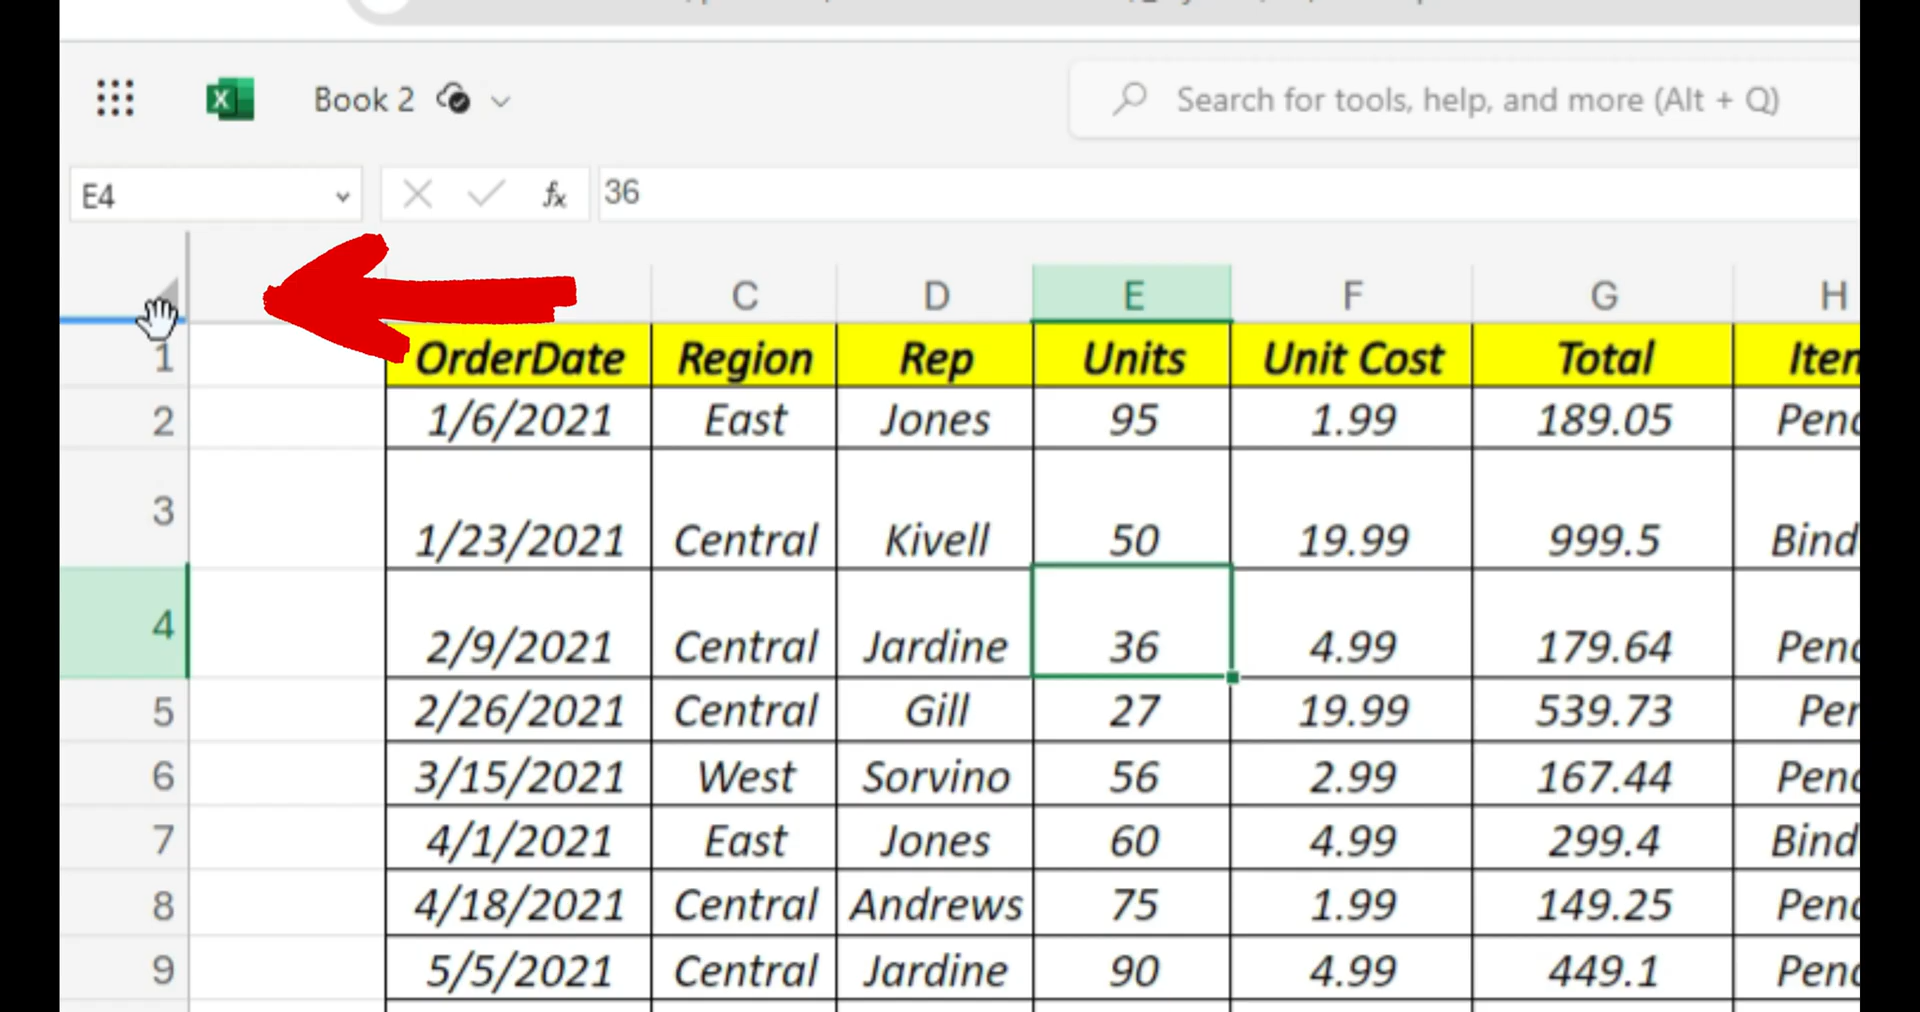 Book 2
Search for tools, help, and more (Alt + Q)
E4
fx
36
C D E F G H
1 OrderDate Region Rep Units Unit Cost Total
2 1/6/2021 East Jones 95 1.99 189.05
3 1/23/2021 Central Kivell 50 19.99 999.5
4 2/9/2021 Central Jardine 36 4.99 179.64
5 2/26/2021 Central Gill 27 19.99 539.73
6 3/15/2021 West Sorvino 56 2.99 167.44
7 4/1/2021 East Jones 60 4.99 299.4
8 4/18/2021 Central Andrews 75 1.99 149.25
9 5/5/2021 Central Jardine 90 4.99 449.1